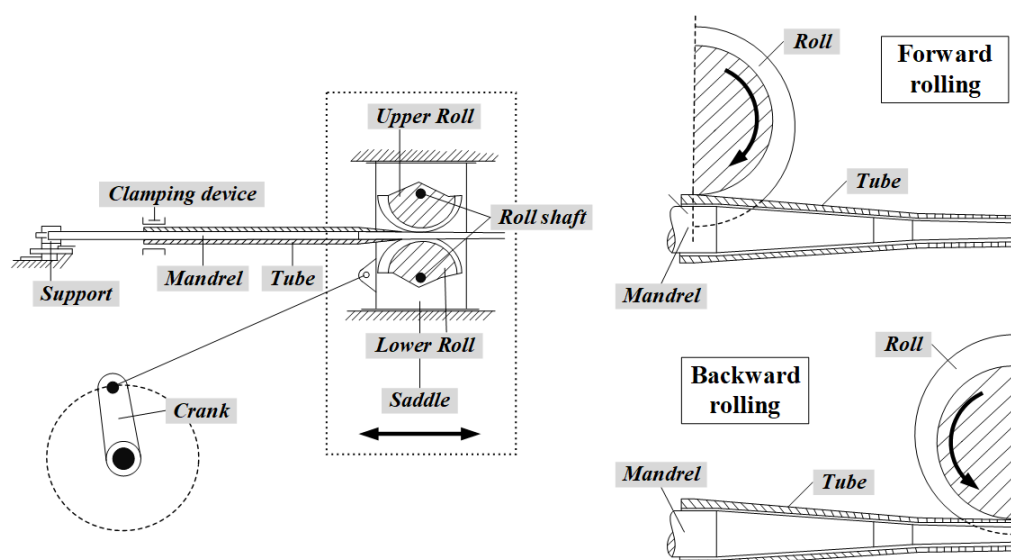 Upper Roll
Clamping device
Roll shaft
Support
Mandrel
Tube
Lower Roll
Saddle
Crank
Roll
Forward
rolling
Tube
Mandrel
Roll
Backward
rolling
Mandrel
Tube